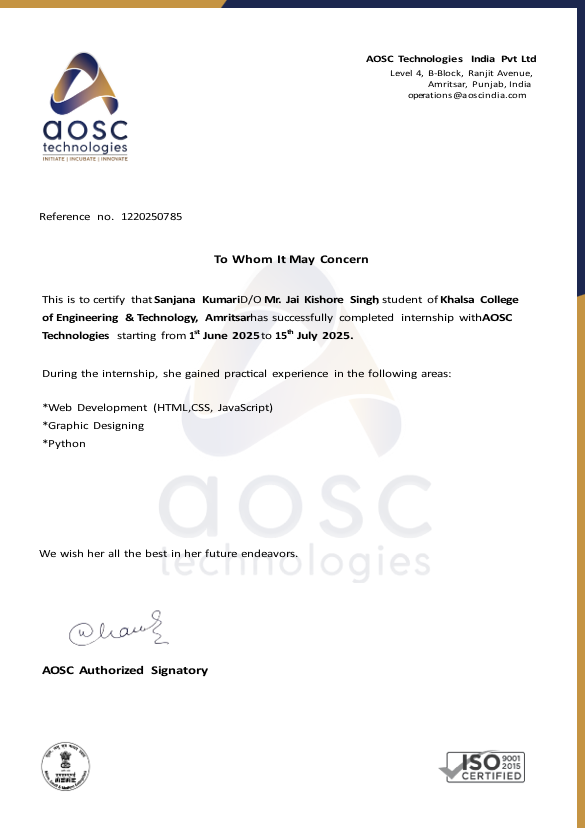 AOSC Technologies India Pvt Ltd
Level 4, B-Block, Ranjit Avenue,
Amritsar, Punjab, India
operations@aoscindia.com
aosc
technologies
INITIATE | INCUBATE | INNOVATE
Reference no. 1220250785
To Whom It May Concern
This is to certify that Sanjana Kumari D/O Mr. Jai Kishore Singh, student of Khalsa College
of Engineering & Technology, Amritsar has successfully completed internship with AOSC
Technologies starting from 1st June 2025 to 15th July 2025.
During the internship, she gained practical experience in the following areas:
*Web Development (HTML,CSS, JavaScript)
*Graphic Designing
*Python
aosc
technologies
We wish her all the best in her future endeavors.
AOSC Authorized Signatory
ISO 9001
2015
CERTIFIED